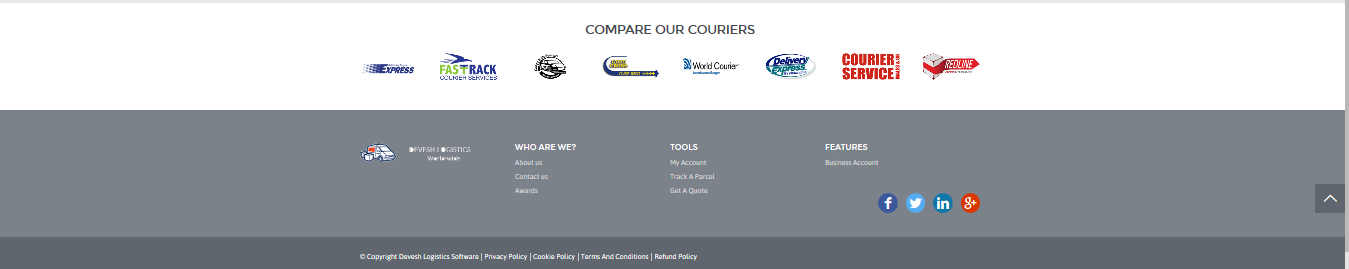 COMPARE OUR COURIERS
EXPRESS
FASTRACK
COURIER SERVICES
World Courier
Delivery
Express
COURIER
SERVICE
REDLINE
DEVESH LOGISTICS
World-wide
WHO ARE WE?
About us
Contact us
Awards
TOOLS
My Account
Track A Parcel
Get A Quote
FEATURES
Business Account
© Copyright Devesh Logistics Software | Privacy Policy | Cookie Policy | Terms And Conditions | Refund Policy